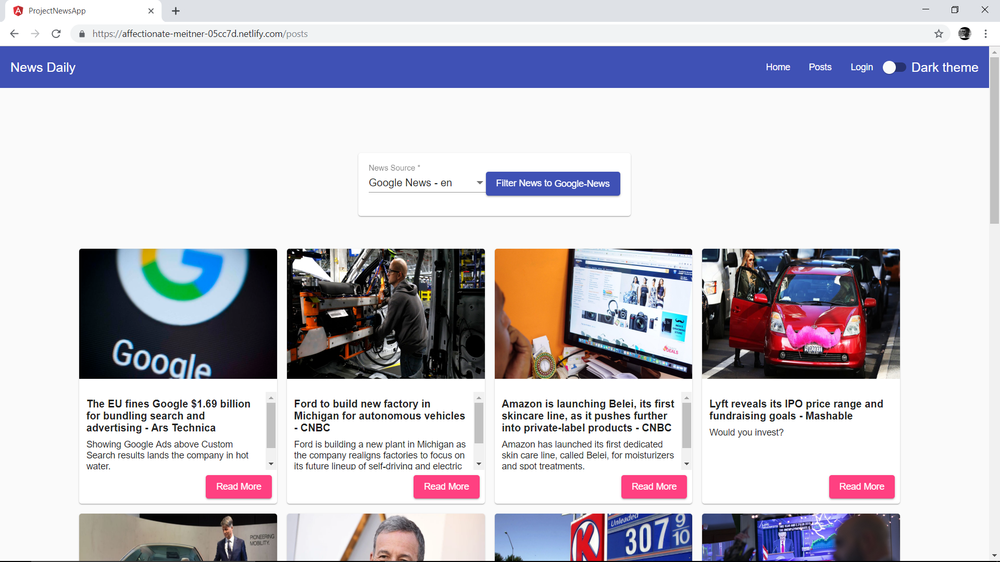 ProjectNewsApp
https://affectionate-meitner-05cc7d.netlify.com/posts
News Daily
Home
Posts
Login
Dark theme
News Source *
Google News - en
Filter News to Google-News
Google
DEALS
5VR7031
The EU fines Google $1.69 billion
for bundling search and
advertising - Ars Technica
Showing Google Ads above Custom
Search results lands the company in hot
water.
Read More
Ford to build new factory in
Michigan for autonomous vehicles
- CNBC
Ford is building a new plant in Michigan as
the company realigns factories to focus on
its future lineup of self-driving and electric
Read More
Amazon is launching Belei, its first
skincare line, as it pushes further
into private-label products - CNBC
Amazon has launched its first dedicated
skin care line, called Belei, for moisturizers
and spot treatments.
Read More
Lyft reveals its IPO price range and
fundraising goals - Mashable
Would you invest?
Read More
PIONEERING
MOBILITY.
K
Unleaded
307 9
10